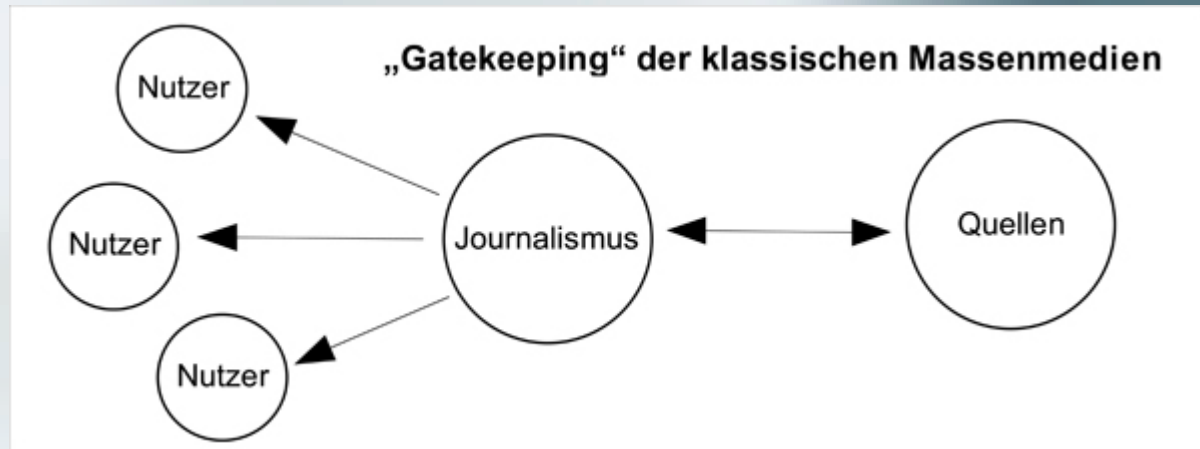 „Gatekeeping“ der klassischen Massenmedien
Nutzer
Nutzer
Nutzer
Journalismus
Quellen